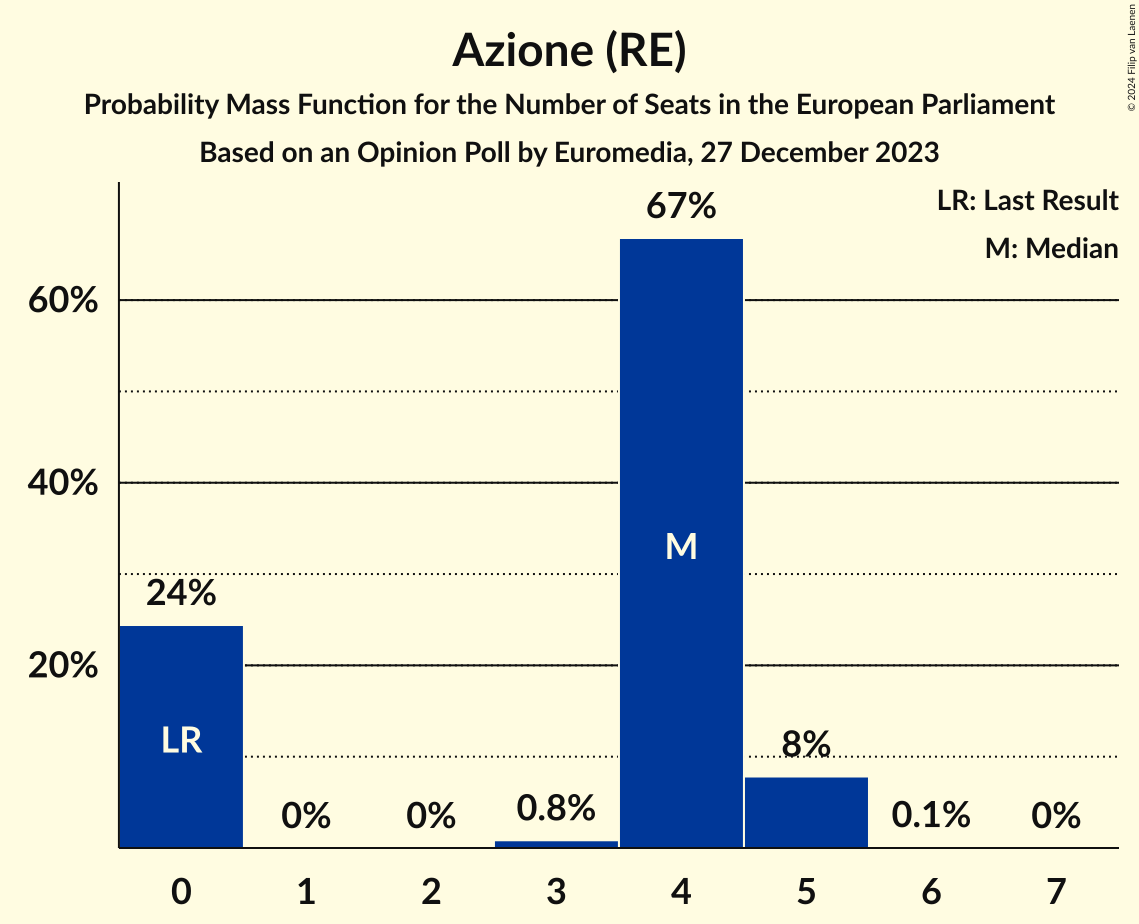 Azione (RE)
Probability Mass Function for the Number of Seats in the European Parliament
Based on an Opinion Poll by Euromedia, 27 December 2023
© 2024 Filip van Laenen
LR: Last Result
M: Median
67%
60%
40%
M
24%
20%
LR
8%
0%
0%
0.8%
0.1%
0%
0 1 2 3 4 5 6 7